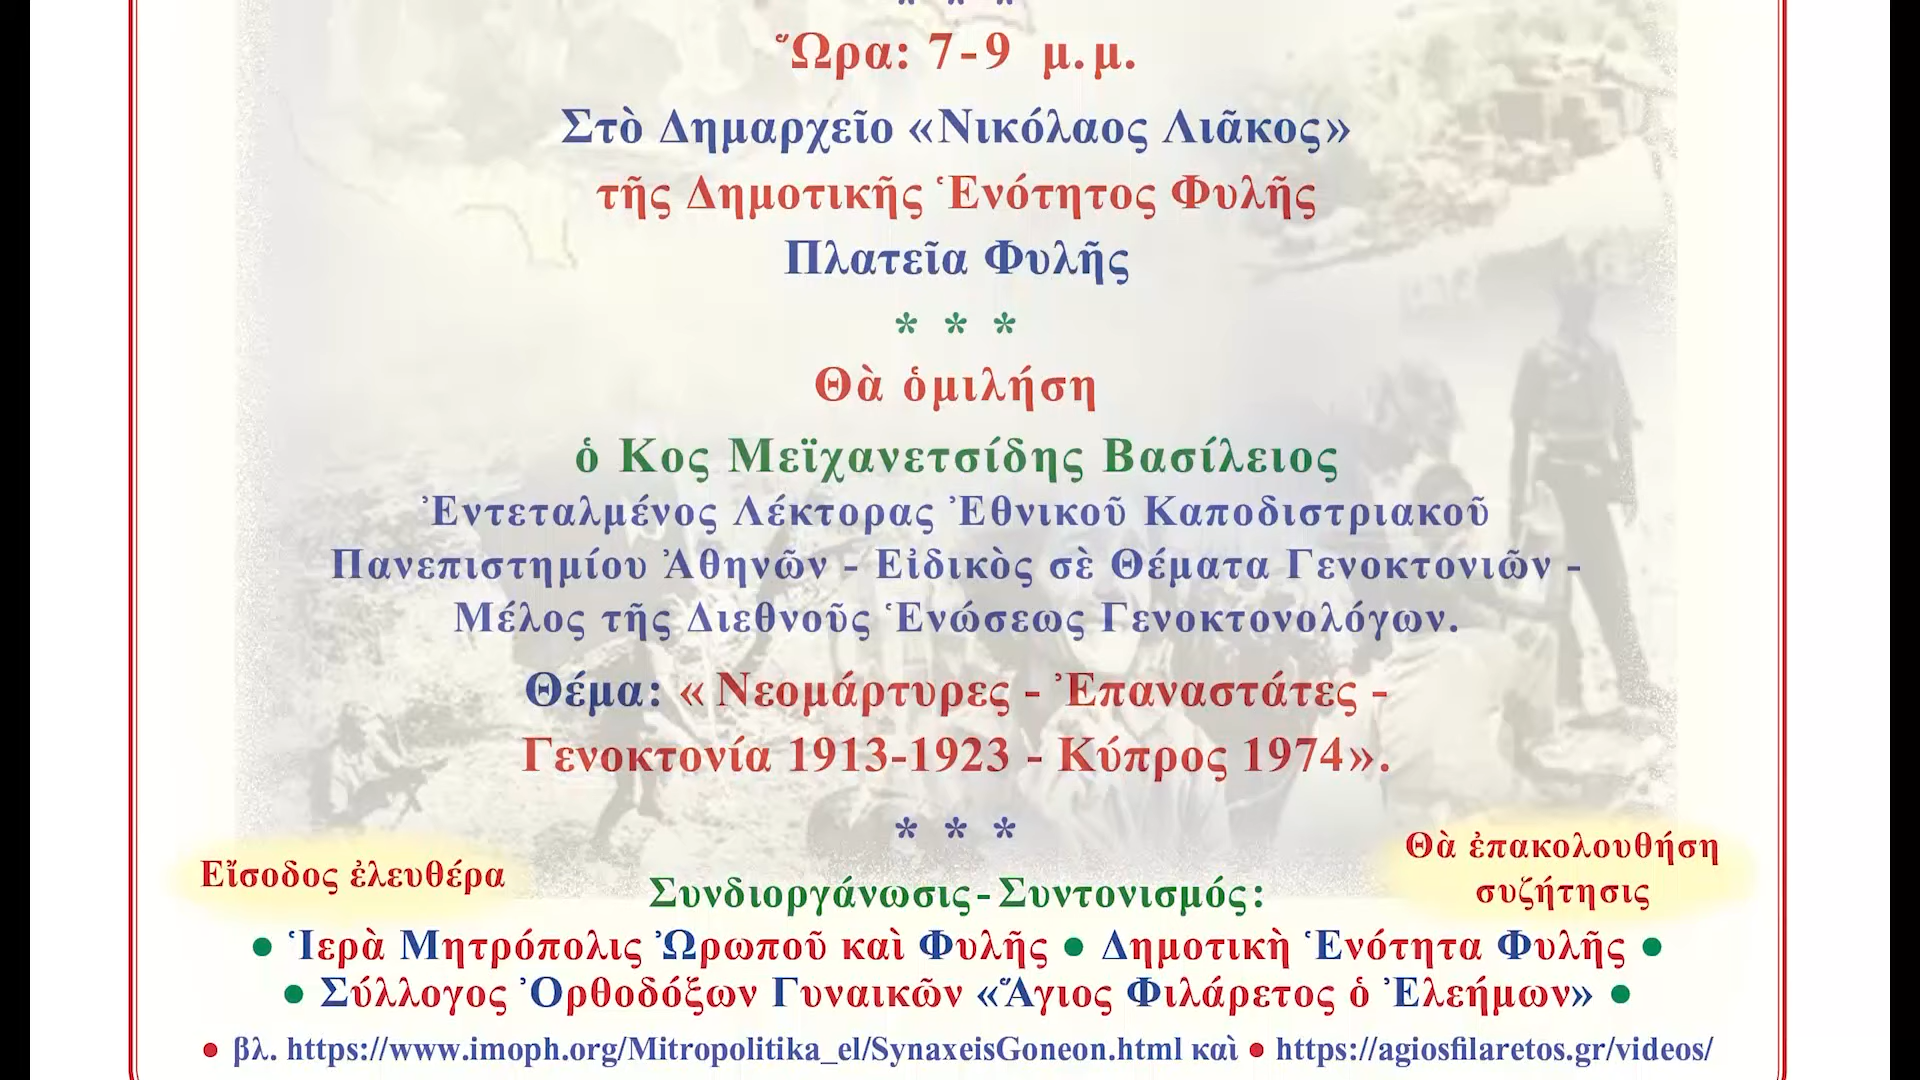 * * *
Ὥρα: 7-9 μ.μ.
Στὸ Δημαρχεῖο «Νικόλαος Λιᾶκος»
τῆς Δημοτικῆς Ἑνότητος Φυλῆς
Πλατεῖα Φυλῆς
* * *
Θὰ ὁμιλήση
ὁ Κος Μεϊχανετσίδης Βασίλειος
Ἐντεταλμένος Λέκτορας Ἐθνικοῦ Καποδιστριακοῦ
Πανεπιστημίου Ἀθηνῶν - Εἰδικὸς σὲ Θέματα Γενοκτονιῶν -
Μέλος τῆς Διεθνοῦς Ἑνώσεως Γενοκτονολόγων.
Θέμα: «Νεομάρτυρες - Ἐπαναστάτες -
Γενοκτονία 1913-1923 - Κύπρος 1974».
* * *
Εἴσοδος ἐλευθέρα
Θὰ ἐπακολουθήση
συζήτησις
Συνδιοργάνωσις-Συντονισμός:
● Ἱερὰ Μητρόπολις Ὠρωποῦ καὶ Φυλῆς ● Δημοτικὴ Ἑνότητα Φυλῆς ●
● Σύλλογος Ὀρθοδόξων Γυναικῶν «Ἅγιος Φιλάρετος ὁ Ἐλεήμων» ●
● βλ. https://www.imoph.org/Mitropolitika_el/SynaxeisGoneon.html καὶ ● https://agiosfilaretos.gr/videos/